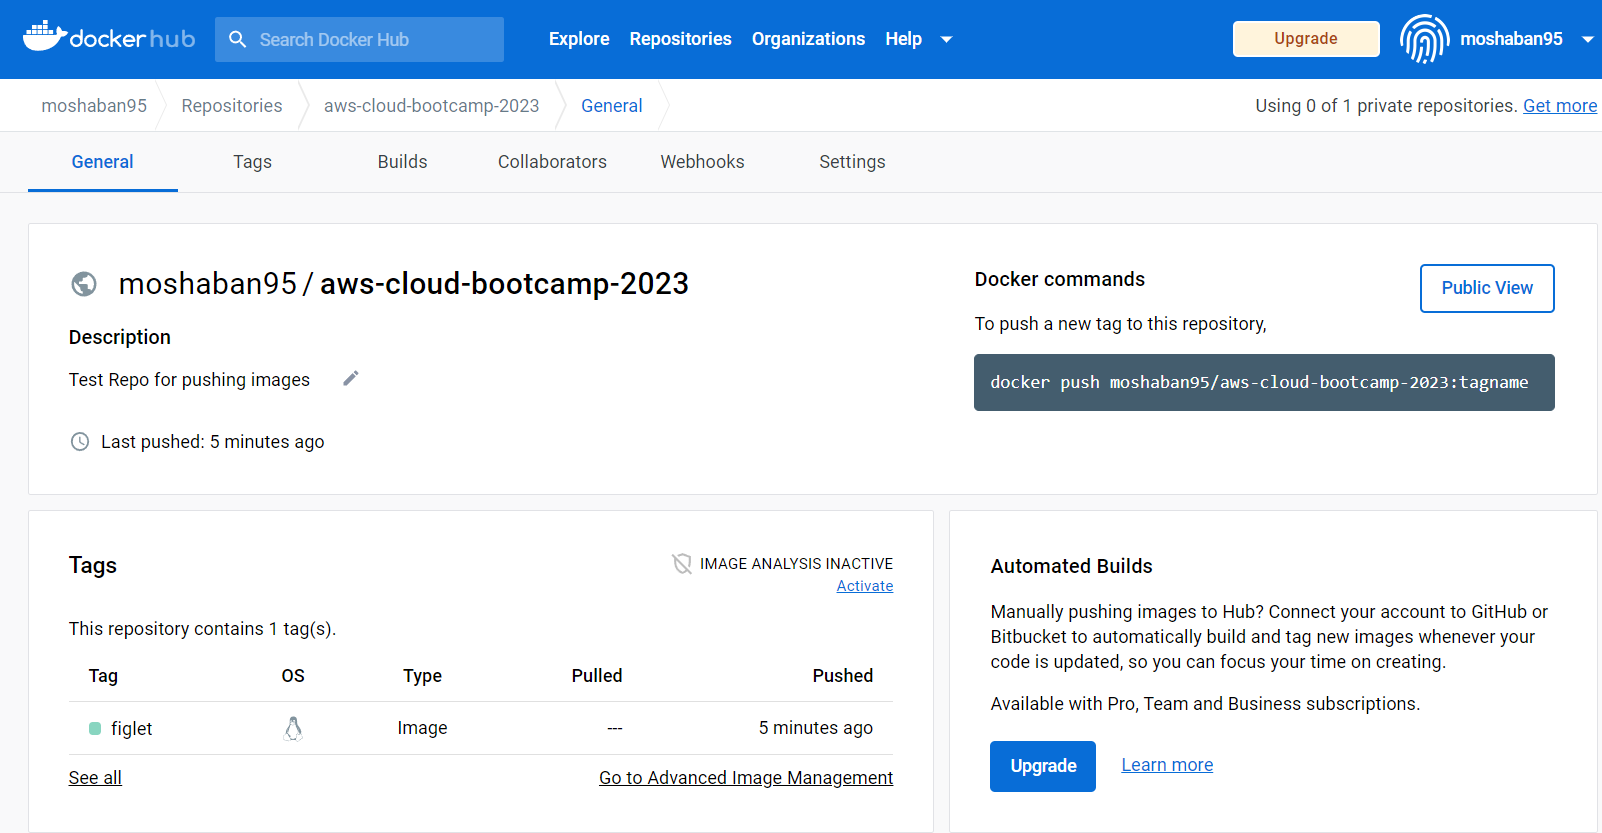 dockerhub Search Docker Hub Explore Repositories Organizations Help Upgrade moshaban95
moshaban95 Repositories aws-cloud-bootcamp-2023 General Using 0 of 1 private repositories. Get more
General Tags Builds Collaborators Webhooks Settings
moshaban95 / aws-cloud-bootcamp-2023
Description
Test Repo for pushing images
Last pushed: 5 minutes ago
Docker commands
Public View
To push a new tag to this repository,
docker push moshaban95/aws-cloud-bootcamp-2023:tagname
Tags
IMAGE ANALYSIS INACTIVE
Activate
This repository contains 1 tag(s).
Tag OS Type Pulled Pushed
figlet Image --- 5 minutes ago
See all Go to Advanced Image Management
Automated Builds
Manually pushing images to Hub? Connect your account to GitHub or
Bitbucket to automatically build and tag new images whenever your
code is updated, so you can focus your time on creating.
Available with Pro, Team and Business subscriptions.
Upgrade Learn more